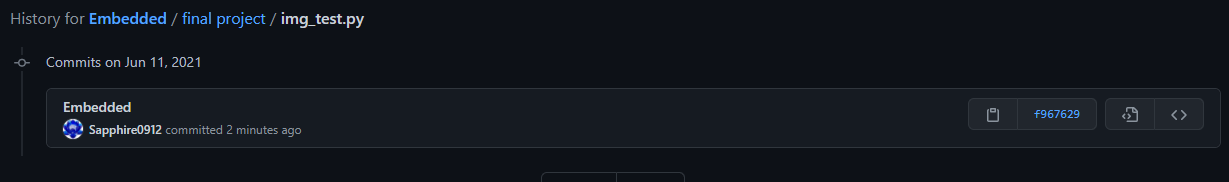 History for Embedded / final project / img_test.py
Commits on Jun 11, 2021
Embedded
Sapphire0912 committed 2 minutes ago
f967629